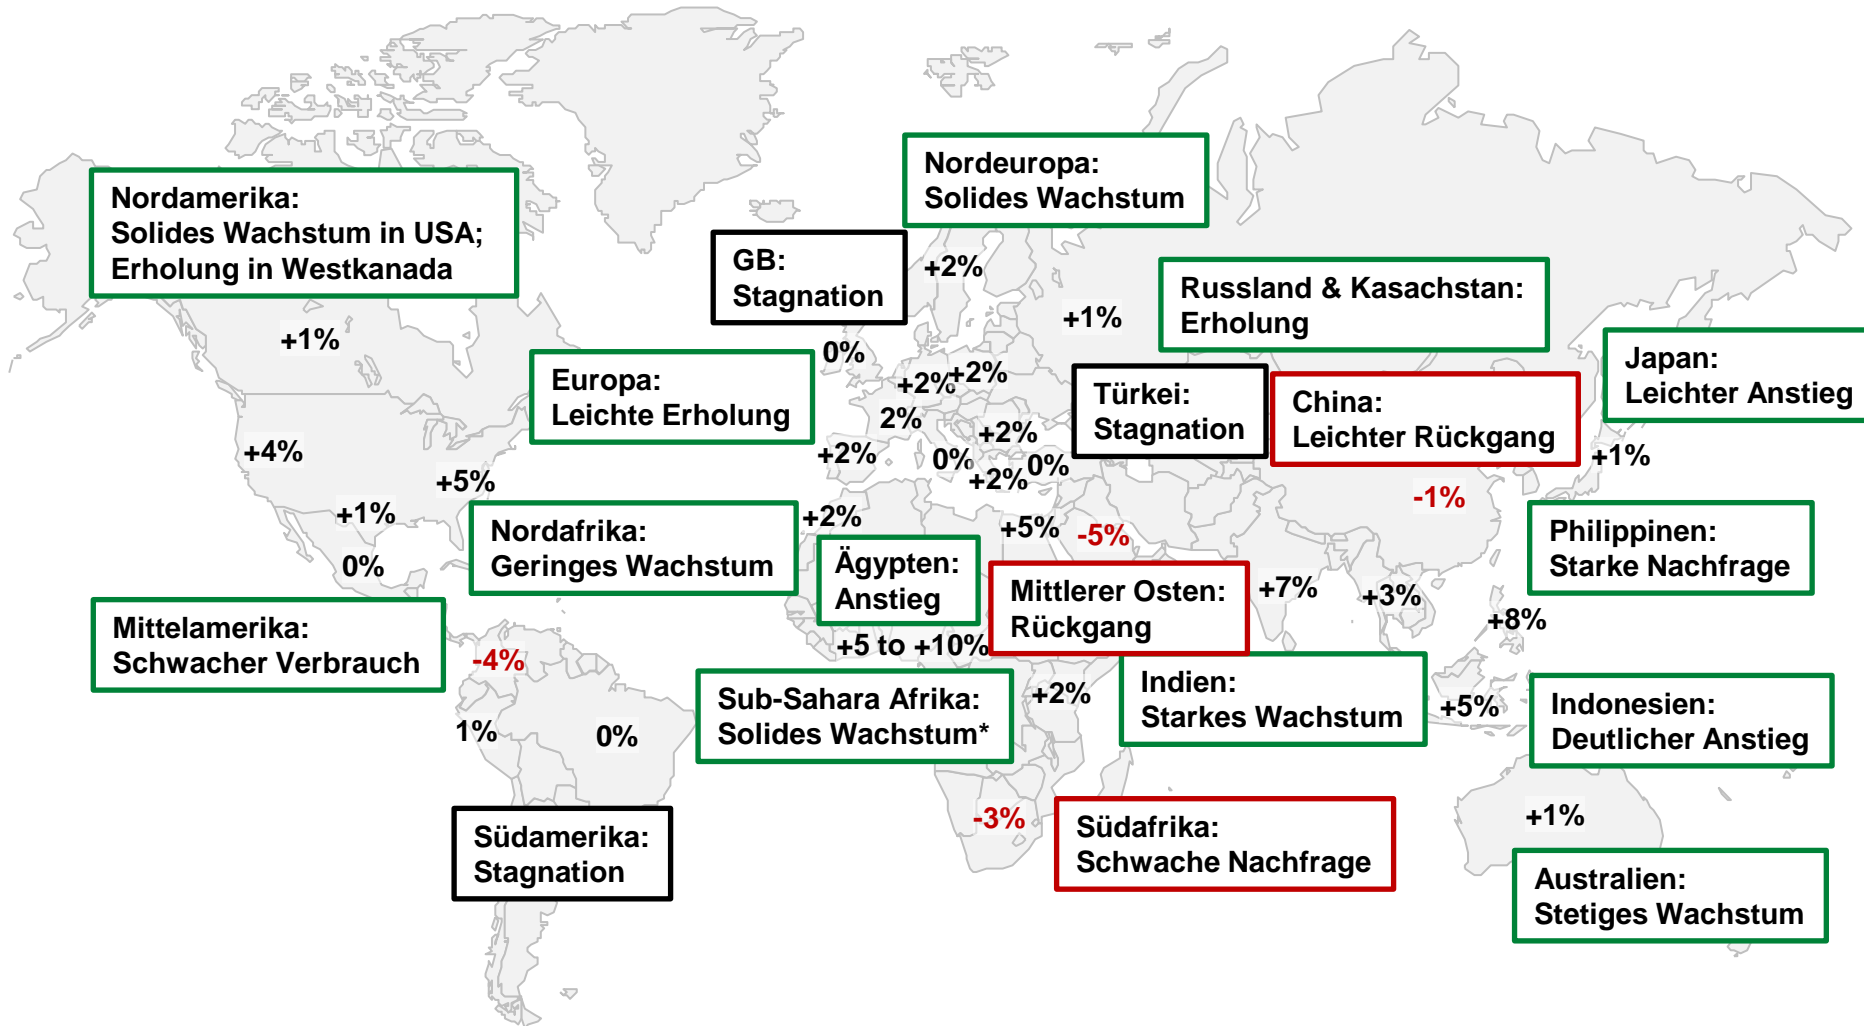 Nordeuropa:
Solides Wachstum
Nordamerika:
Solides Wachstum in USA;
Erholung in Westkanada
GB:
Stagnation
+2%
Russland & Kasachstan:
Erholung
+1%
+1%
0%
Japan:
Leichter Anstieg
Europa:
Leichte Erholung
+2%
+2%
Türkei:
Stagnation
China:
Leichter Rückgang
2%
+2%
+4%
+2%
0%
0%
+1%
+5%
+2%
-1%
+1%
+2%
+5%
-5%
Nordafrika:
Geringes Wachstum
Philippinen:
Starke Nachfrage
0%
Ägypten:
Anstieg
Mittlerer Osten:
Rückgang
+7%
+3%
+8%
Mittelamerika:
Schwacher Verbrauch
+5 to +10%
-4%
Sub-Sahara Afrika:
Solides Wachstum*
+2%
Indien:
Starkes Wachstum
+5%
Indonesien:
Deutlicher Anstieg
1%
0%
-3%
+1%
Südamerika:
Stagnation
Südafrika:
Schwache Nachfrage
Australien:
Stetiges Wachstum